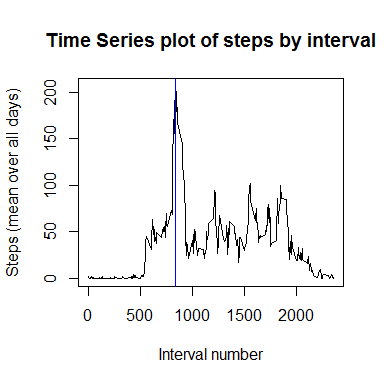 Time Series plot of steps by interval
Steps (mean over all days)
200
150
100
50
0
0 500 1000 1500 2000
Interval number